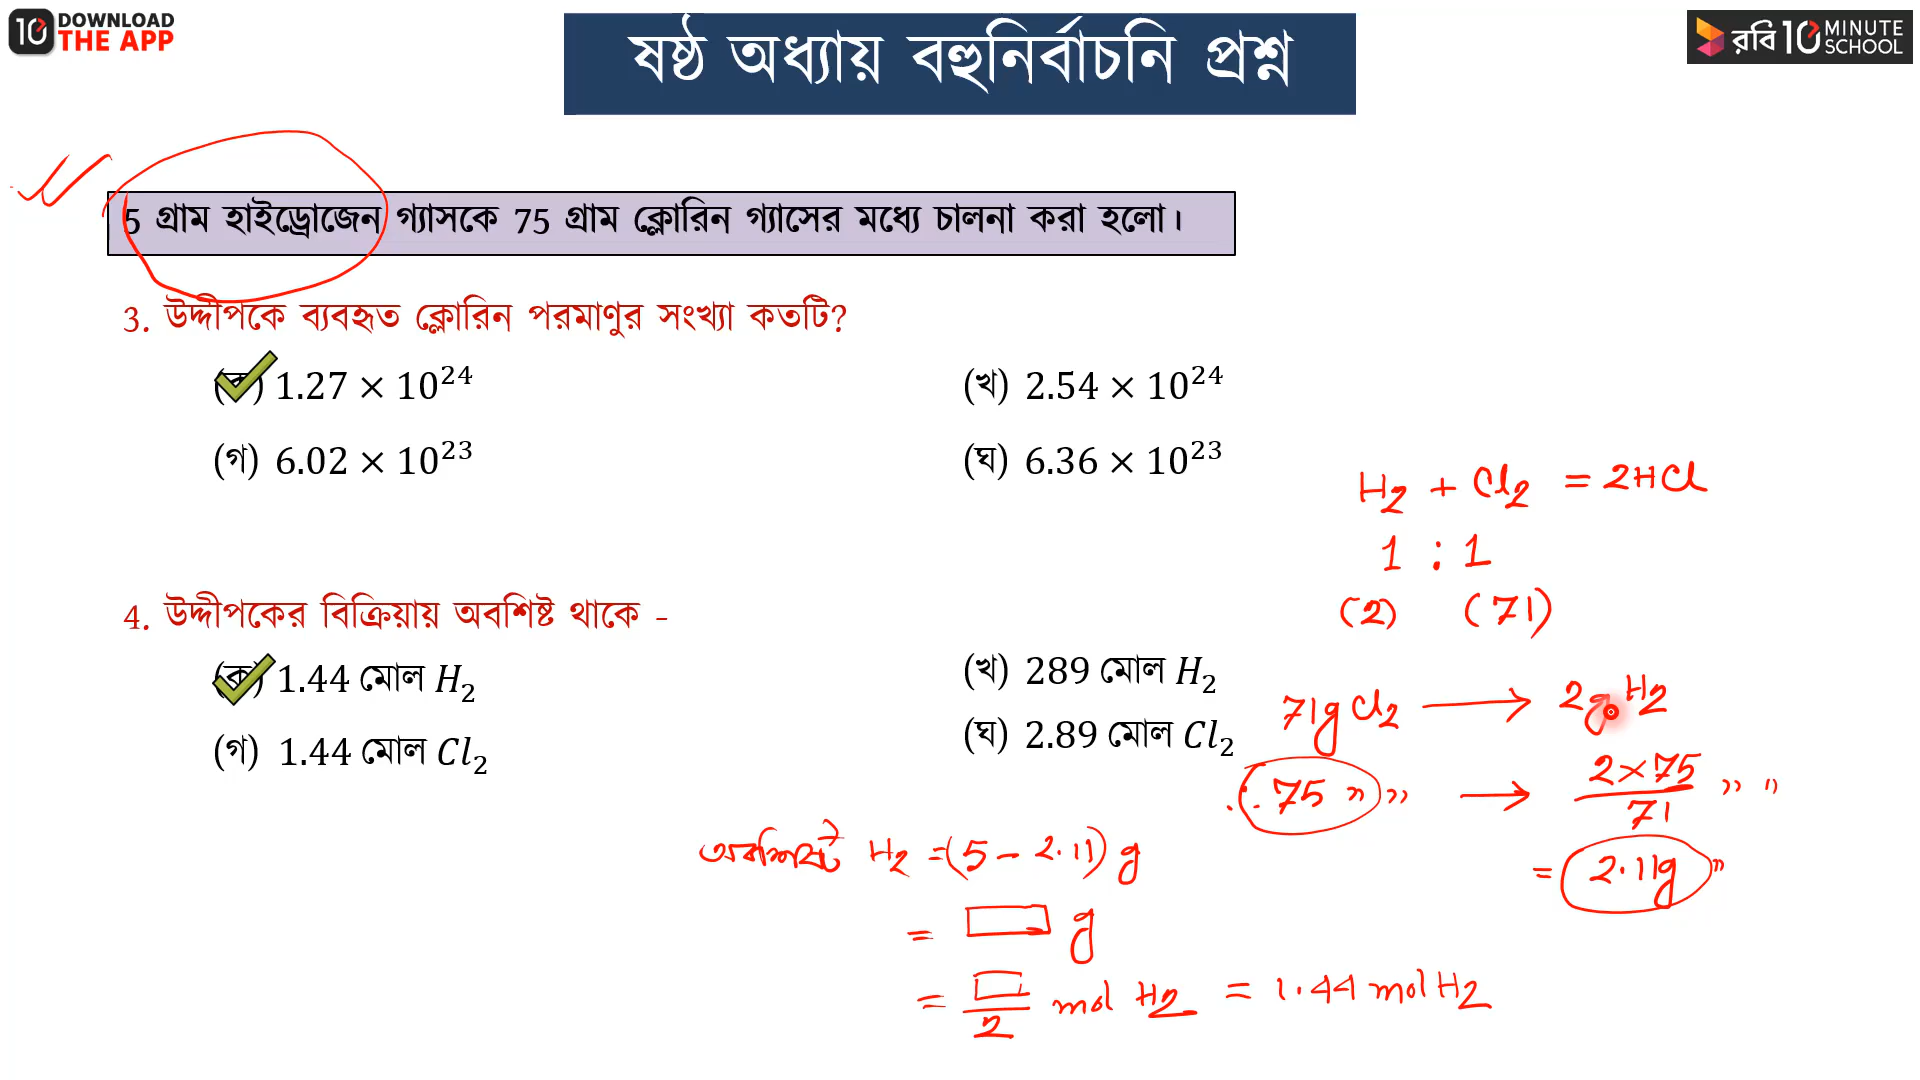 DOWNLOAD
THE APP
ষষ্ঠ অধ্যায় বহুনির্বাচনি প্রশ্ন
রবি 10 MINUTE
SCHOOL
5 গ্রাম হাইড্রোজেন গ্যাসকে 75 গ্রাম ক্লোরিন গ্যাসের মধ্যে চালনা করা হলো।
3. উদ্দীপকে ব্যবহৃত ক্লোরিন পরমাণুর সংখ্যা কতটি?
(ক) 1.27 × 10²⁴
(খ) 2.54 × 10²⁴
(গ) 6.02 × 10²³
(ঘ) 6.36 × 10²³
H₂ + Cl₂ = 2HCl
1 : 1
(2) (71)
4. উদ্দীপকের বিক্রিয়ায় অবশিষ্ট থাকে -
(ক) 1.44 মোল H₂
(খ) 289 মোল H₂
(গ) 1.44 মোল Cl₂
(ঘ) 2.89 মোল Cl₂
71g Cl₂ → 2g H₂
∴ 75 " " → 2×75/71 " "
= 2.11g "
অবশিষ্ট H₂ = (5 - 2.11) g
= □ g
= □/2 mol H₂ = 1.44 mol H₂